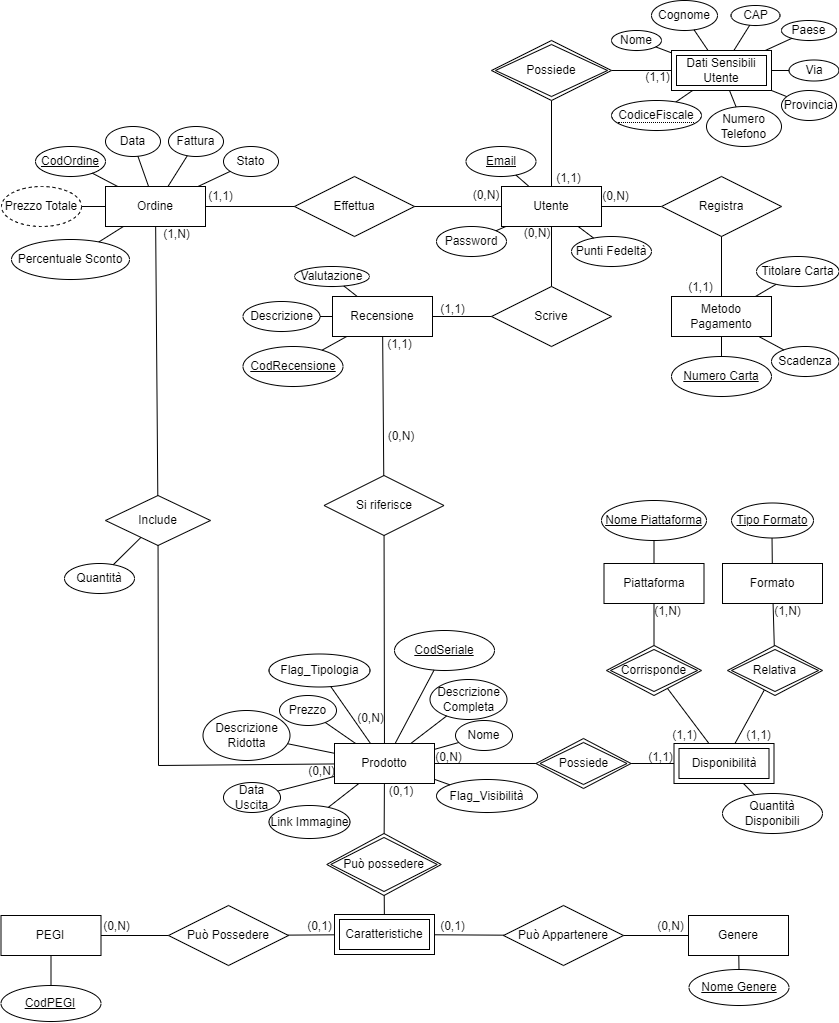 Cognome
CAP
Nome
Paese
Possiede
(1,1)
Dati Sensibili
Utente
Via
Provincia
CodiceFiscale
Numero
Telefono
Data
Fattura
CodOrdine
Stato
Email
(1,1)
Prezzo Totale
Ordine
(1,1)
Effettua
(0,N)
Utente
(0,N)
Registra
(1,N)
(0,N)
Password
Punti Fedeltà
Percentuale Sconto
Valutazione
Titolare Carta
(1,1)
Descrizione
Recensione
(1,1)
Scrive
Metodo
Pagamento
(1,1)
CodRecensione
Scadenza
Numero Carta
(0,N)
Si riferisce
Include
Nome Piattaforma
Tipo Formato
Quantità
Piattaforma
Formato
(1,N)
(1,N)
CodSeriale
Flag_Tipologia
Corrisponde
Relativa
Descrizione
Completa
Prezzo
(0,N)
Descrizione
Ridotta
Nome
(1,1)
(1,1)
(0,N)
Prodotto
(0,N)
Possiede
(1,1)
Disponibilità
(0,1)
Data
Uscita
Flag_Visibilità
Link Immagine
Quantità
Disponibili
Può possedere
PEGI
(0,N)
Può Possedere
(0,1)
Caratteristiche
(0,1)
Può Appartenere
(0,N)
Genere
CodPEGI
Nome Genere